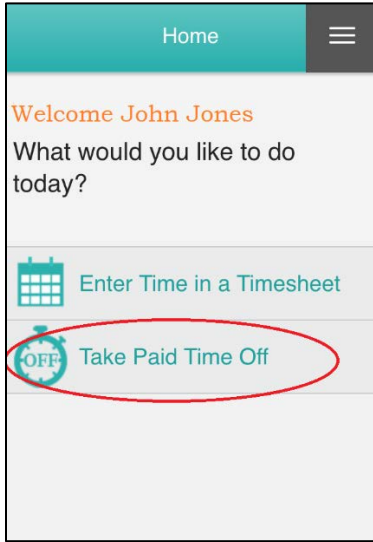 Home
Welcome John Jones
What would you like to do
today?
Enter Time in a Timesheet
OFF
Take Paid Time Off